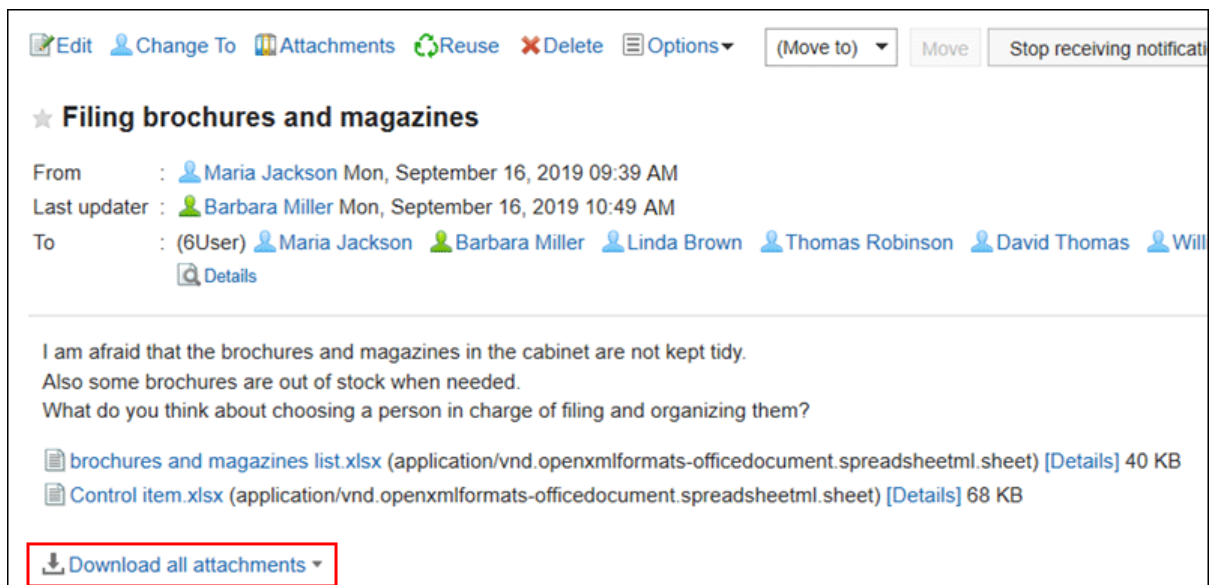 Edit Change To Attachments Reuse Delete Options (Move to) Move Stop receiving
Filing brochures and magazines
From : Maria Jackson Mon, September 16, 2019 09:39 AM
Last updater : Barbara Miller Mon, September 16, 2019 10:49 AM
To : (6User) Maria Jackson Barbara Miller Linda Brown Thomas Robinson David Thomas
Details
I am afraid that the brochures and magazines in the cabinet are not kept tidy.
Also some brochures are out of stock when needed.
What do you think about choosing a person in charge of filing and organizing them?
brochures and magazines list.xlsx (application/vnd.openxmlformats-officedocument.spreadsheetml.sheet) [Details] 40 KB
Control item.xlsx (application/vnd.openxmlformats-officedocument.spreadsheetml.sheet) [Details] 68 KB
Download all attachments